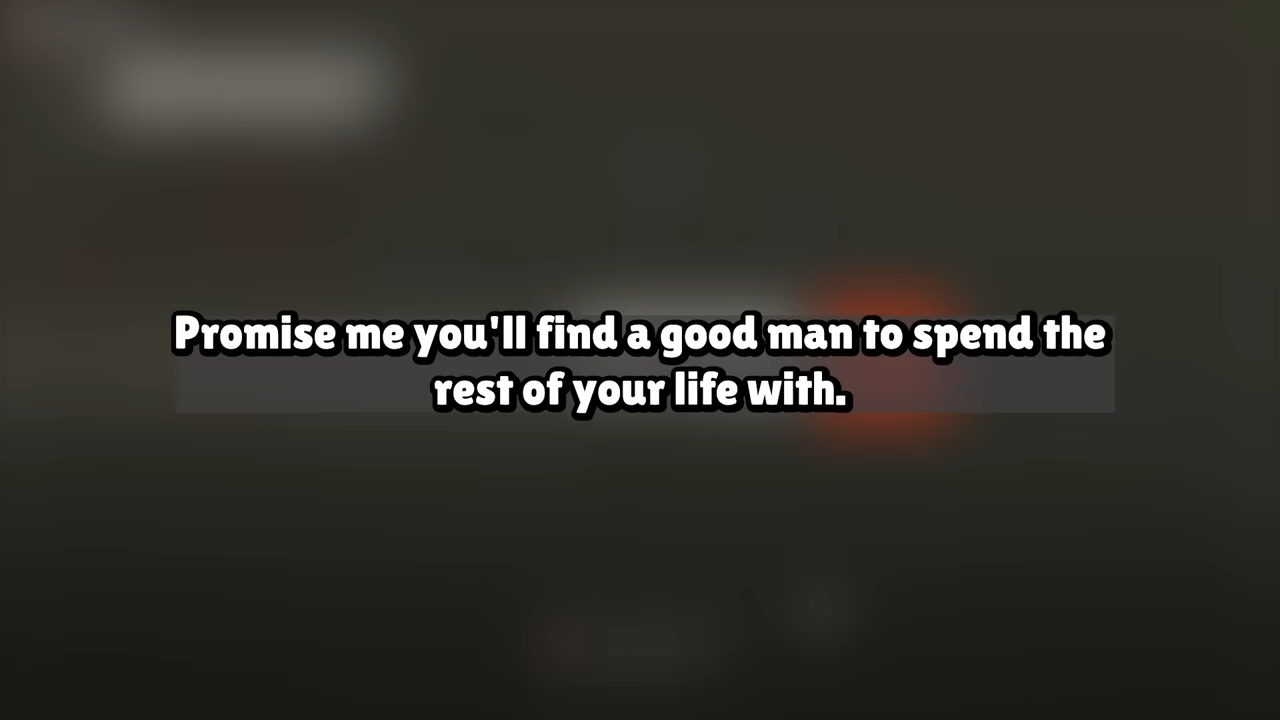 Promise me you'll find a good man to spend the
rest of your life with.